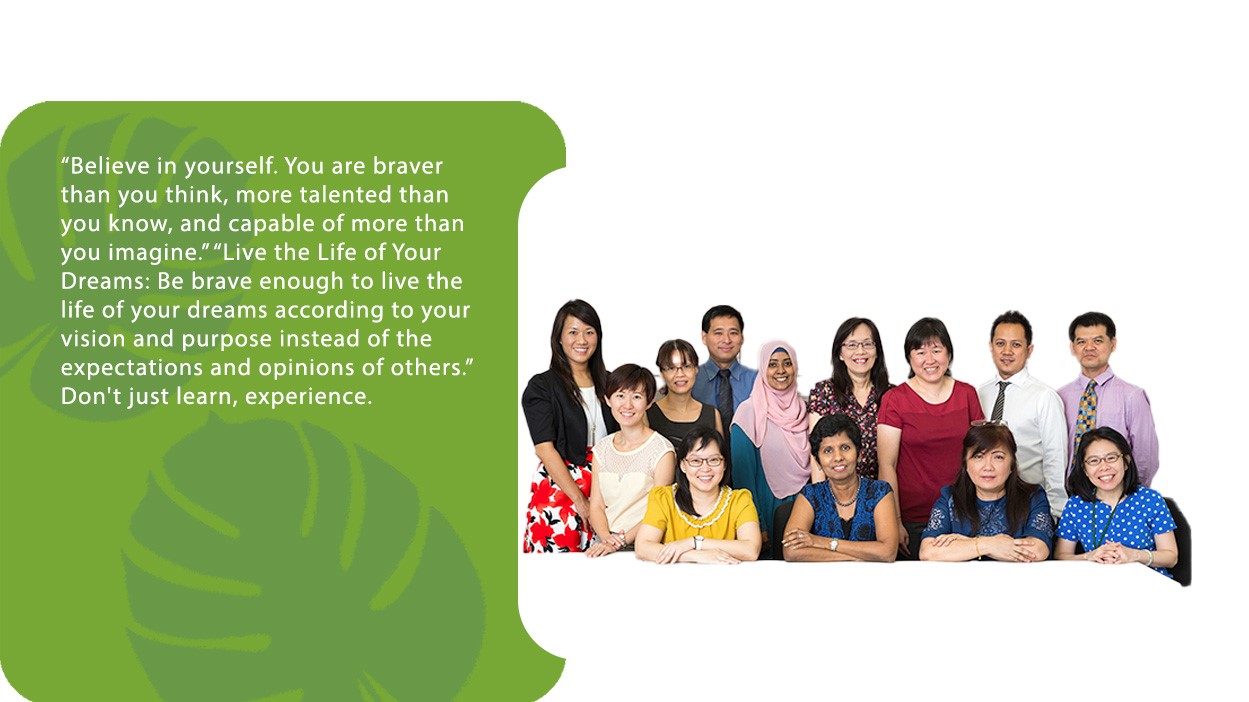 “Believe in yourself. You are braver
than you think, more talented than
you know, and capable of more than
you imagine.” “Live the Life of Your
Dreams: Be brave enough to live the
life of your dreams according to your
vision and purpose instead of the
expectations and opinions of others.”
Don't just learn, experience.